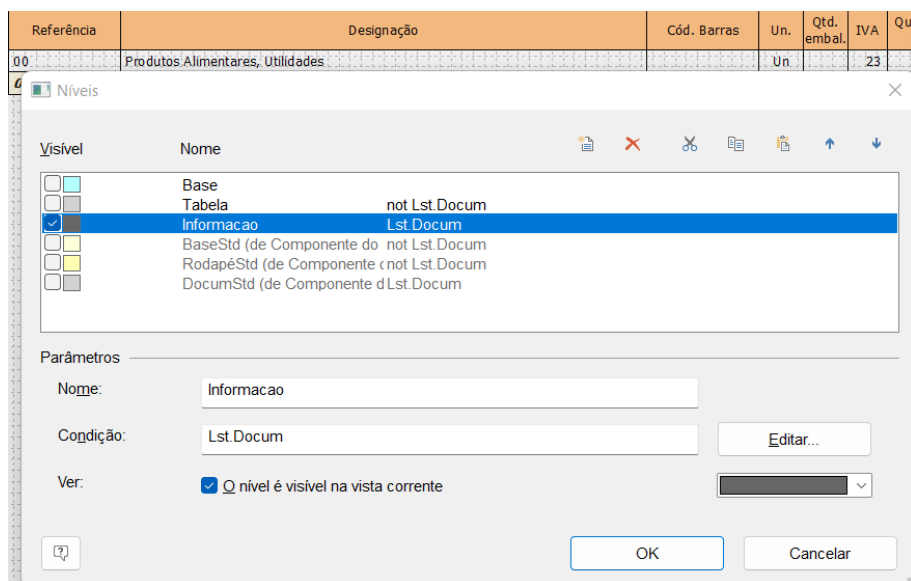 Referência Designação Cód. Barras Un. Qtd. embal. IVA
00 Produtos Alimentares, Utilidades Un 23
Níveis
Visível Nome
Base
Tabela not Lst.Docum
Informacao Lst.Docum
BaseStd (de Componente do not Lst.Docum
RodapéStd (de Componente not Lst.Docum
DocumStd (de Componente d Lst.Docum
Parâmetros
Nome: Informacao
Condição: Lst.Docum Editar...
Ver: O nível é visível na vista corrente
OK Cancelar